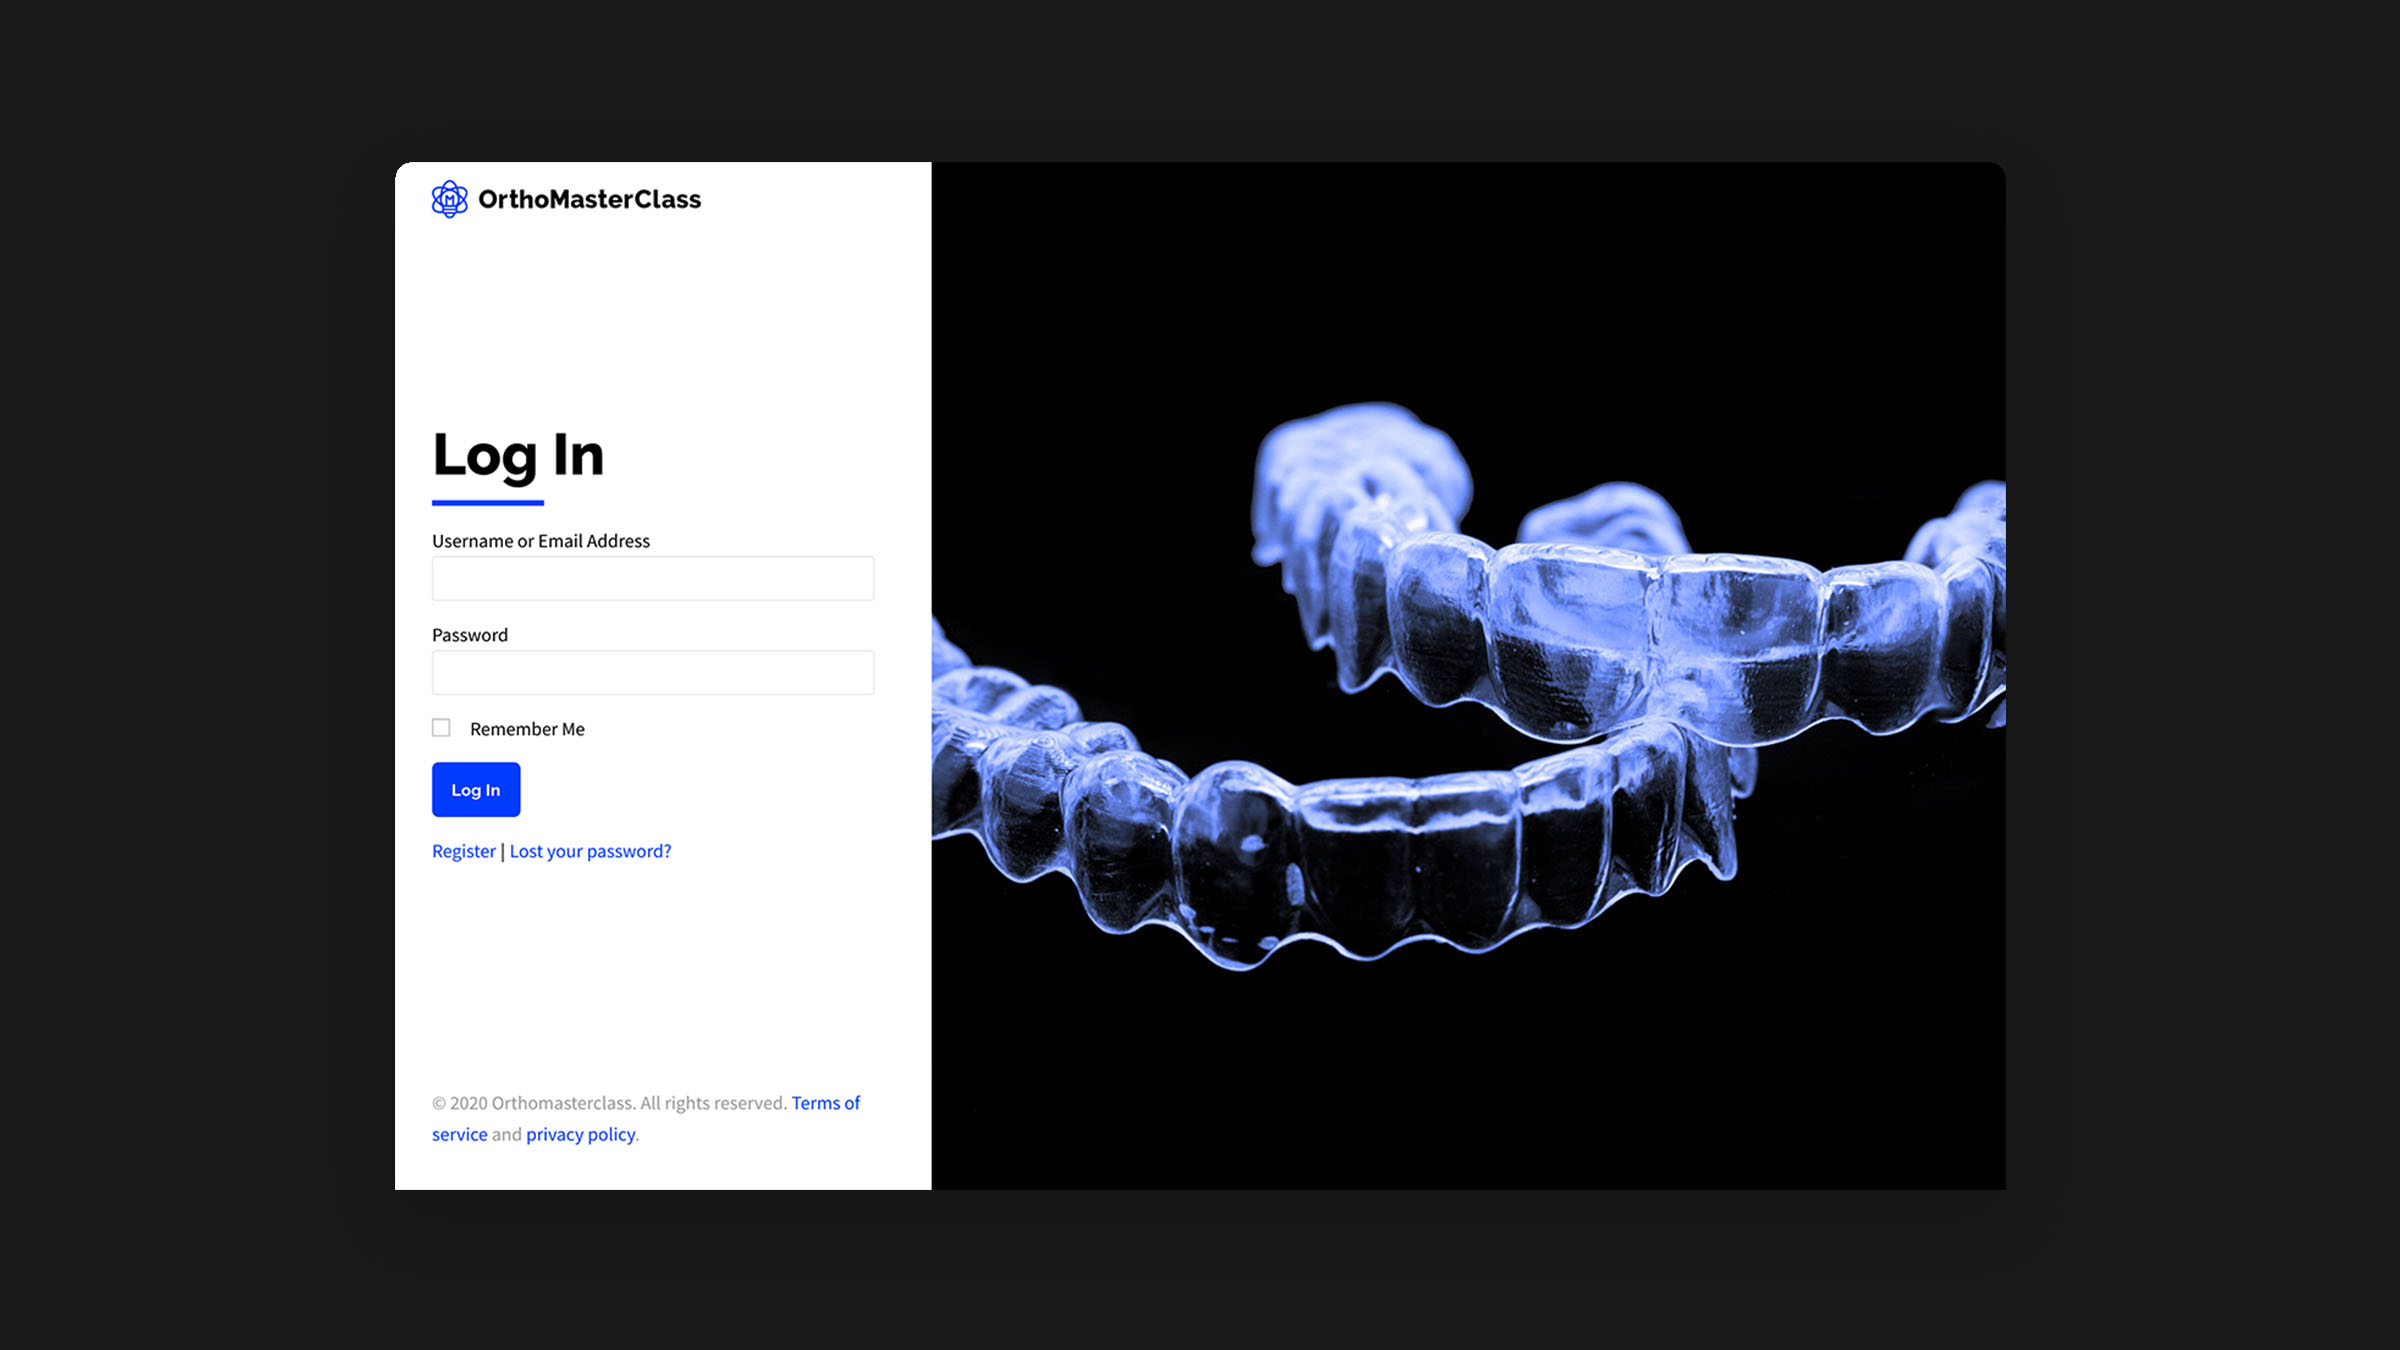 OrthoMasterClass
Log In
Username or Email Address
Password
Remember Me
Log In
Register | Lost your password?
© 2020 Orthomasterclass. All rights reserved. Terms of
service and privacy policy.